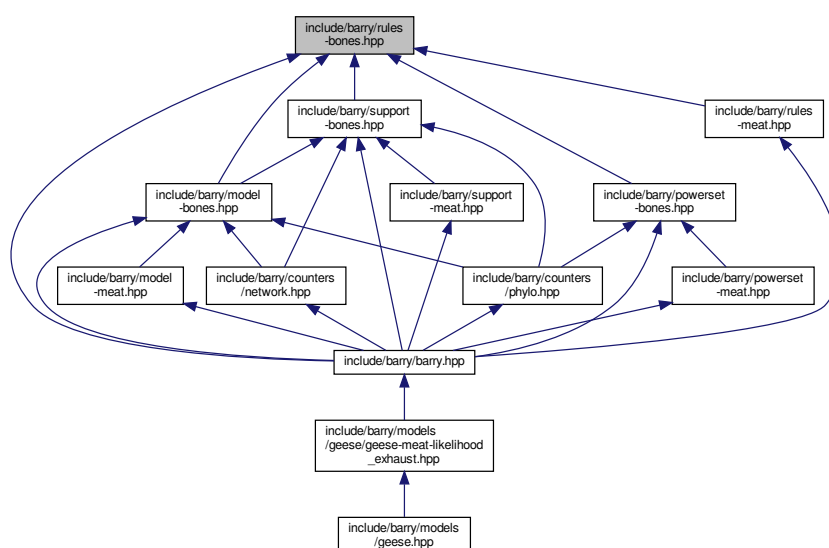 include/barry/rules
-bones.hpp
include/barry/support
-bones.hpp
include/barry/rules
-meat.hpp
include/barry/model
-bones.hpp
include/barry/support
-meat.hpp
include/barry/powerset
-bones.hpp
include/barry/model
-meat.hpp
include/barry/counters
/network.hpp
include/barry/counters
/phylo.hpp
include/barry/powerset
-meat.hpp
include/barry/barry.hpp
include/barry/models
/geese/geese-meat-likelihood
_exhaust.hpp
include/barry/models
/geese.hpp